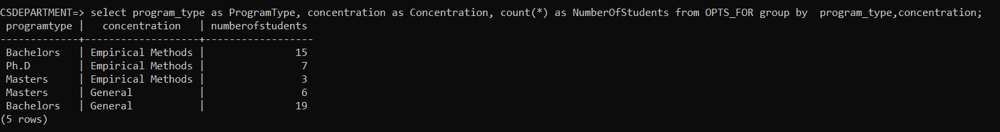 CSDEPARTMENT=> select program_type as ProgramType, concentration as Concentration, count(*) as NumberOfStudents from OPTS_FOR group by  program_type,concentration;
 programtype |   concentration   | numberofstudents
-------------+-------------------+------------------
 Bachelors   | Empirical Methods |               15
 Ph.D        | Empirical Methods |                7
 Masters     | Empirical Methods |                3
 Masters     | General           |                6
 Bachelors   | General           |               19
(5 rows)